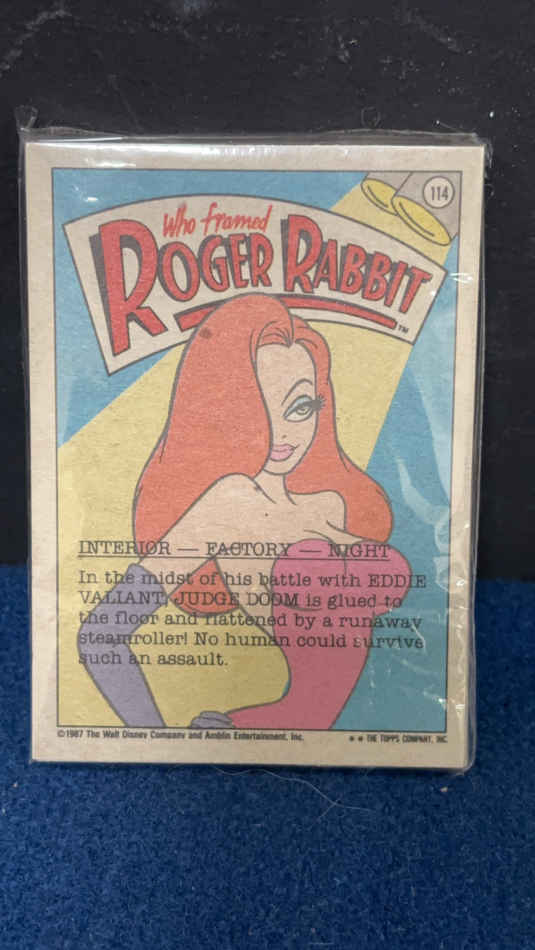 114
Who framed
ROGER RABBIT
TM
INTERIOR — FACTORY — NIGHT
In the midst of his battle with EDDIE
VALIANT, JUDGE DOOM is glued to
the floor and flattened by a runaway
steamroller! No human could survive
such an assault.
©1987 The Walt Disney Company and Amblin Entertainment, Inc.
★ ★ THE TOPPS COMPANY, INC.